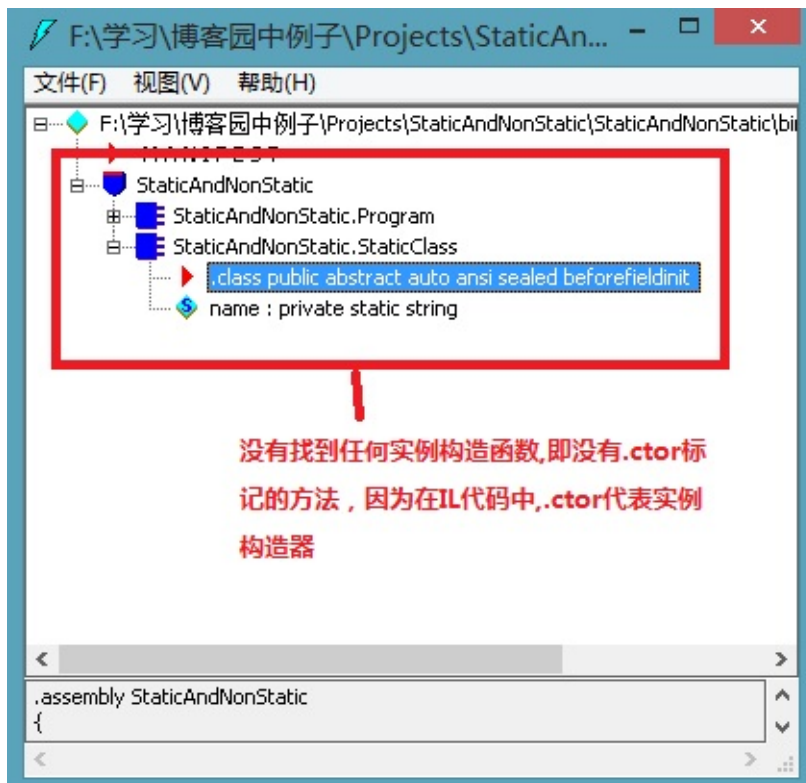 F:\学习\博客园中例子\Projects\StaticAn...
文件(F) 视图(V) 帮助(H)
F:\学习\博客园中例子\Projects\StaticAndNonStatic\StaticAndNonStatic\bi
StaticAndNonStatic
StaticAndNonStatic.Program
StaticAndNonStatic.StaticClass
.class public abstract auto ansi sealed beforefieldinit
name : private static string
没有找到任何实例构造函数,即没有.ctor标
记的方法，因为在IL代码中,.ctor代表实例
构造器
.assembly StaticAndNonStatic
{